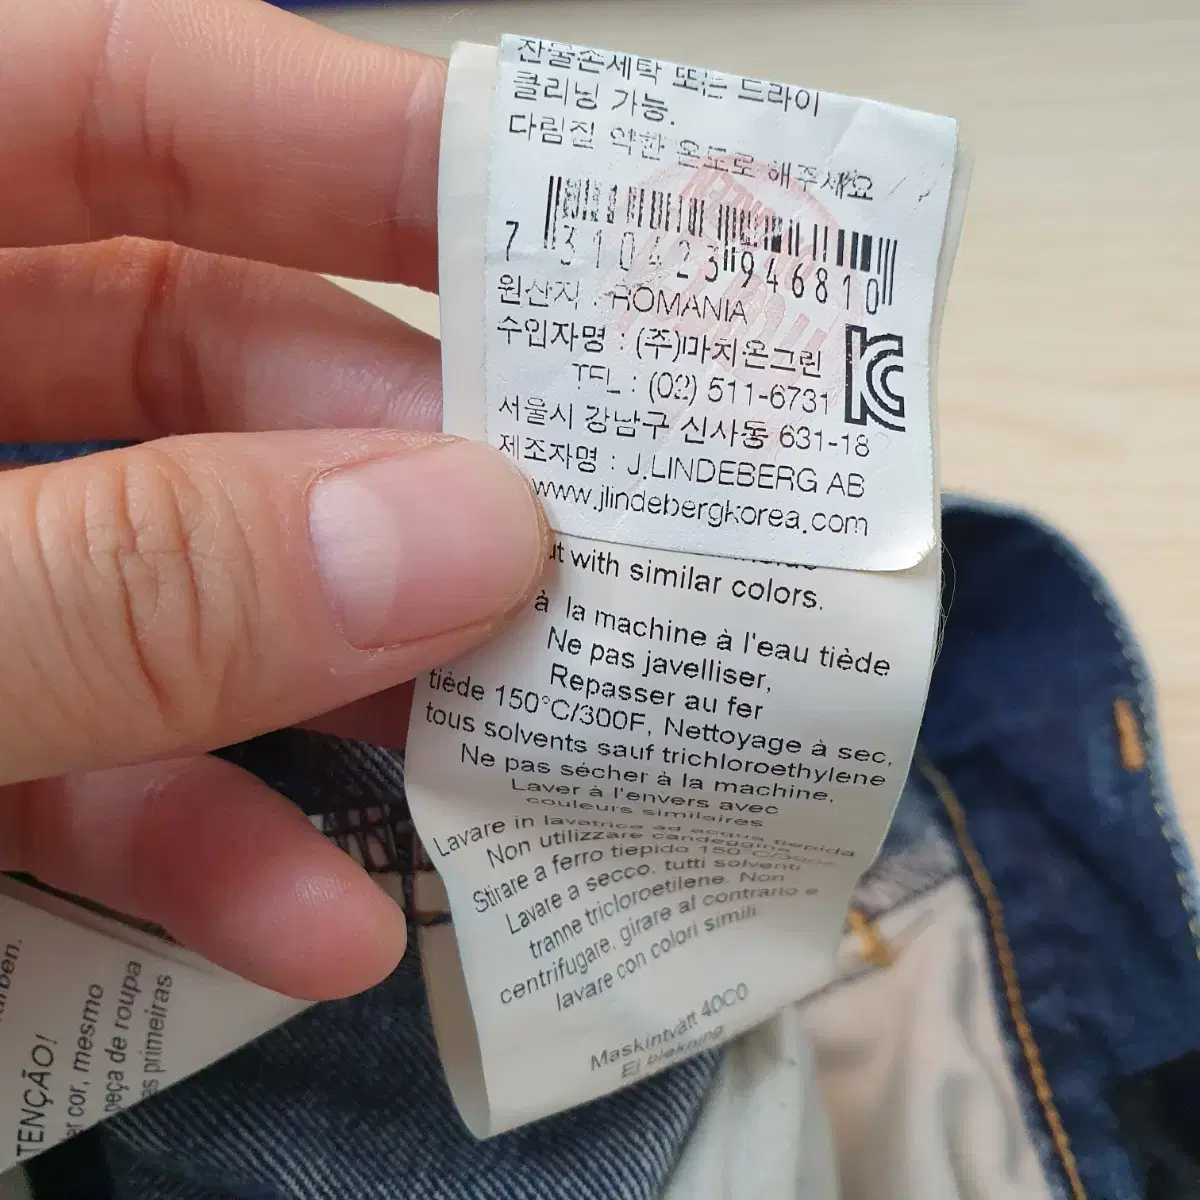 찬물손세탁 또는 드라이
클리닝 가능.
다림질 약한 온도로 해주세요
7 310423 946810
원산지 : ROMANIA
수입자명 : (주)마치온그린
TEL : (02) 511-6731
서울시 강남구 신사동 631-18
제조자명 : J.LINDEBERG AB
www.jlindebergkorea.com
with similar colors.
à la machine à l'eau tiède
Ne pas javelliser,
Repasser au fer
tiède 150°C/300F, Nettoyage à sec,
tous solvents sauf trichloroethylene
Ne pas sécher à la machine,
Laver à l'envers avec
couleurs similaires
Lavare in lavatrice ad acqua tiepida
Non utilizzare candeggina
Stirare a ferro tiepido 150°C/300F
Lavare a secco, tutti solventi
tranne tricloroetilene. Non
centrifugare, girare al contrario e
lavare con colori simili
Maskintvätt 40C0
Ej blekning
TENÇÃO!
cor, mesmo
peça de roupa
primeiras